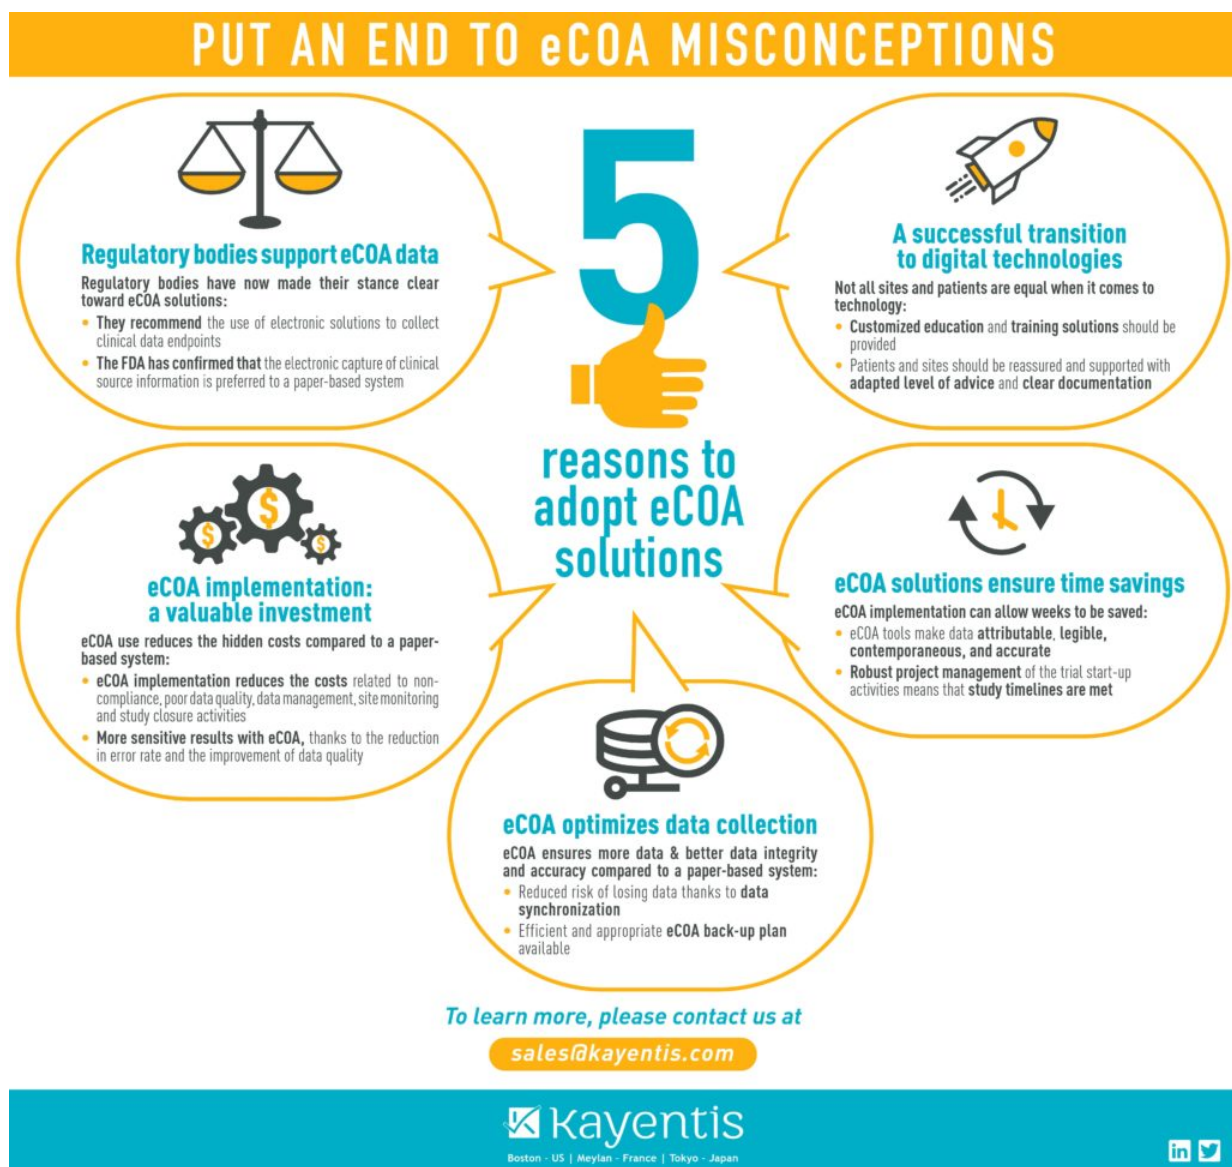 PUT AN END TO eCOA MISCONCEPTIONS
5
reasons to
adopt eCOA
solutions
Regulatory bodies support eCOA data
Regulatory bodies have now made their stance clear
toward eCOA solutions:
• They recommend the use of electronic solutions to collect
clinical data endpoints
• The FDA has confirmed that the electronic capture of clinical
source information is preferred to a paper-based system
A successful transition
to digital technologies
Not all sites and patients are equal when it comes to
technology:
• Customized education and training solutions should be
provided
• Patients and sites should be reassured and supported with
adapted level of advice and clear documentation
$ $ $
eCOA implementation:
a valuable investment
eCOA use reduces the hidden costs compared to a paper-
based system:
• eCOA implementation reduces the costs related to non-
compliance, poor data quality, data management, site monitoring
and study closure activities
• More sensitive results with eCOA, thanks to the reduction
in error rate and the improvement of data quality
eCOA solutions ensure time savings
eCOA implementation can allow weeks to be saved:
• eCOA tools make data attributable, legible,
contemporaneous, and accurate
• Robust project management of the trial start-up
activities means that study timelines are met
eCOA optimizes data collection
eCOA ensures more data & better data integrity
and accuracy compared to a paper-based system:
• Reduced risk of losing data thanks to data
synchronization
• Efficient and appropriate eCOA back-up plan
available
To learn more, please contact us at
sales@kayentis.com
Kayentis
Boston - US | Meylan - France | Tokyo - Japan
in